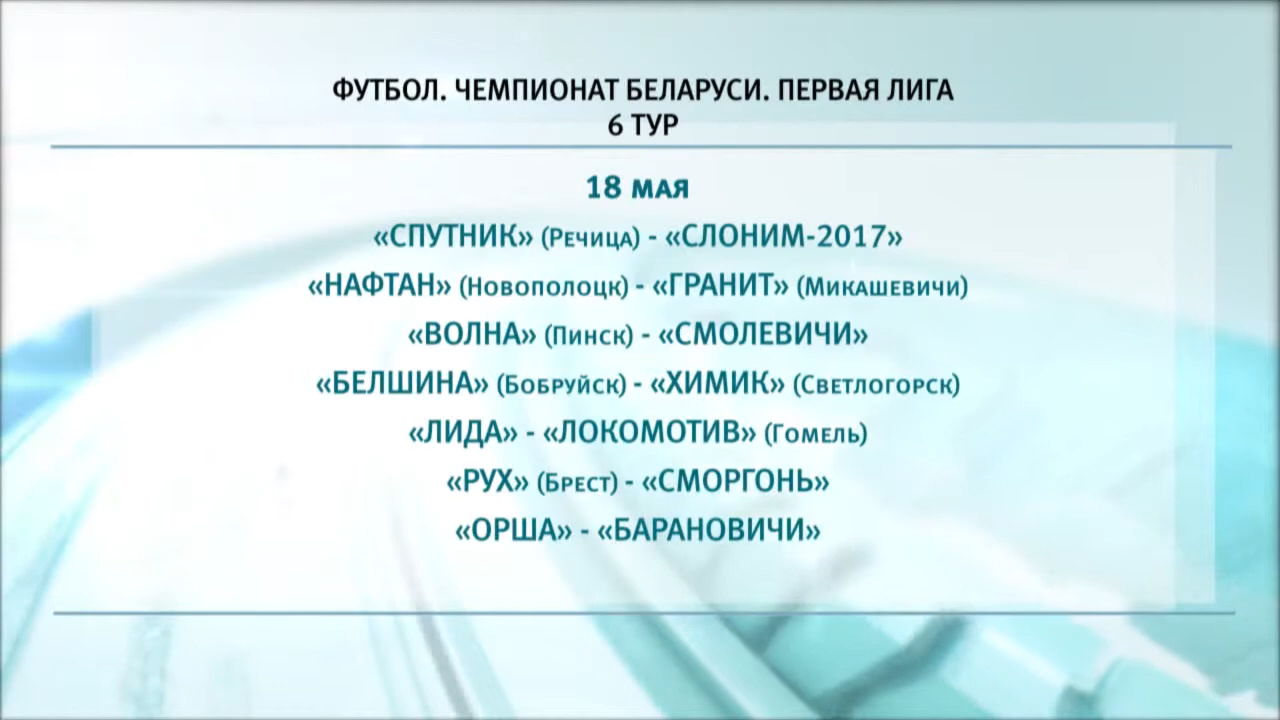 ФУТБОЛ. ЧЕМПИОНАТ БЕЛАРУСИ. ПЕРВАЯ ЛИГА
6 ТУР
18 МАЯ
«СПУТНИК» (РЕЧИЦА) - «СЛОНИМ-2017»
«НАФТАН» (НОВОПОЛОЦК) - «ГРАНИТ» (МИКАШЕВИЧИ)
«ВОЛНА» (ПИНСК) - «СМОЛЕВИЧИ»
«БЕЛШИНА» (БОБРУЙСК) - «ХИМИК» (СВЕТЛОГОРСК)
«ЛИДА» - «ЛОКОМОТИВ» (ГОМЕЛЬ)
«РУХ» (БРЕСТ) - «СМОРГОНЬ»
«ОРША» - «БАРАНОВИЧИ»